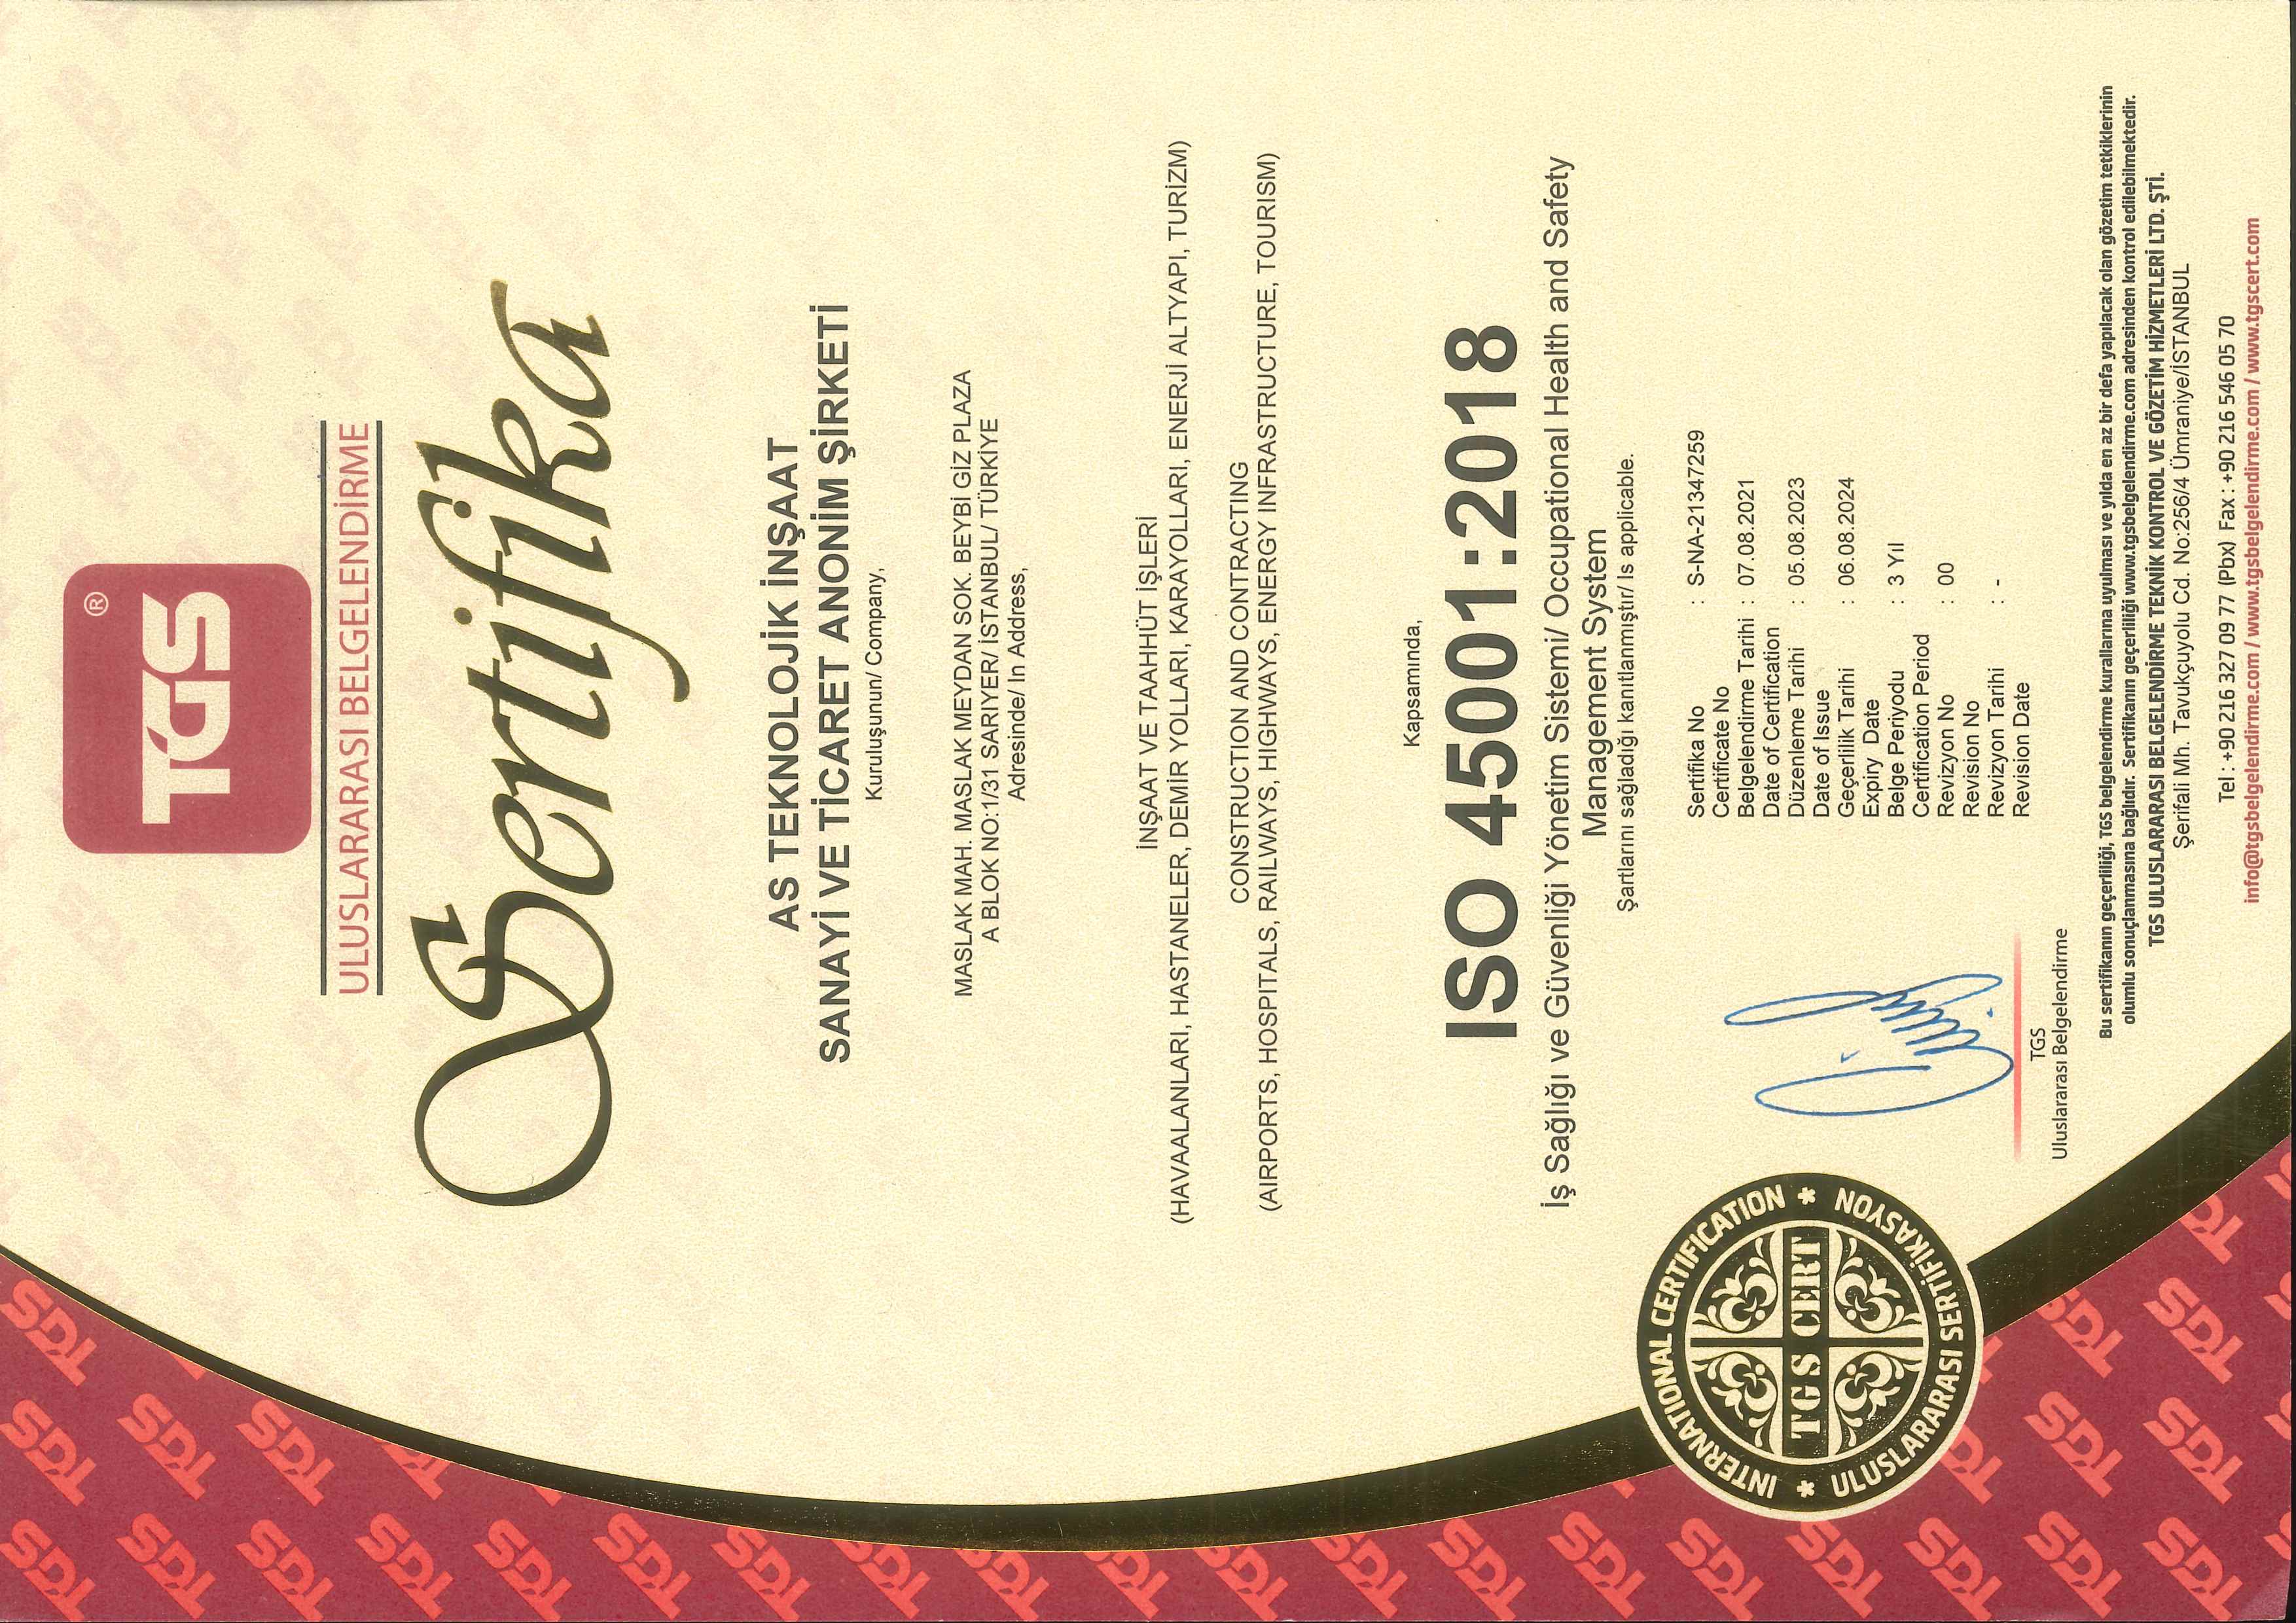 TGS ®
ULUSLARARASI BELGELENDİRME
Sertifika
AS TEKNOLOJİK İNŞAAT
SANAYİ VE TİCARET ANONİM ŞİRKETİ
Kuruluşunun/ Company,
MASLAK MAH. MASLAK MEYDAN SOK. BEYBİ GİZ PLAZA
A BLOK NO:1/31 SARIYER/ İSTANBUL/ TÜRKİYE
Adresinde/ In Address,
İNŞAAT VE TAAHHÜT İŞLERİ
(HAVAALANLARI, HASTANELER, DEMİR YOLLARI, KARAYOLLARI, ENERJİ ALTYAPI, TURİZM)
CONSTRUCTION AND CONTRACTING
(AIRPORTS, HOSPITALS, RAILWAYS, HIGHWAYS, ENERGY INFRASTRUCTURE, TOURISM)
Kapsamında,
ISO 45001:2018
İş Sağlığı ve Güvenliği Yönetim Sistemi/ Occupational Health and Safety
Management System
Şartlarını sağladığı kanıtlanmıştır/ Is applicable.
Sertifika No : S-NA-21347259
Certificate No
Belgelendirme Tarihi : 07.08.2021
Date of Certification
Düzenleme Tarihi : 05.08.2023
Date of Issue
Geçerlilik Tarihi : 06.08.2024
Expiry Date
Belge Periyodu : 3 Yıl
Certification Period
Revizyon No : 00
Revision No
Revizyon Tarihi : -
Revision Date
INTERNATIONAL CERTIFICATION * ULUSLARARASI SERTİFİKASYON *
TGS CERT
TGS
Uluslararası Belgelendirme
Bu sertifikanın geçerliliği, TGS belgelendirme kurallarına uyulması ve yılda en az bir defa yapılacak olan gözetim tetkiklerinin
olumlu sonuçlanmasına bağlıdır. Sertifikanın geçerliliği www.tgsbelgelendirme.com adresinden kontrol edilebilmektedir.
TGS ULUSLARARASI BELGELENDİRME TEKNİK KONTROL VE GÖZETİM HİZMETLERİ LTD. ŞTİ.
Şerifali Mh. Tavukçuyolu Cd. No:256/4 Ümraniye/İSTANBUL
Tel : +90 216 327 09 77 (Pbx) Fax : +90 216 546 05 70
info@tgsbelgelendirme.com / www.tgsbelgelendirme.com / www.tgscert.com